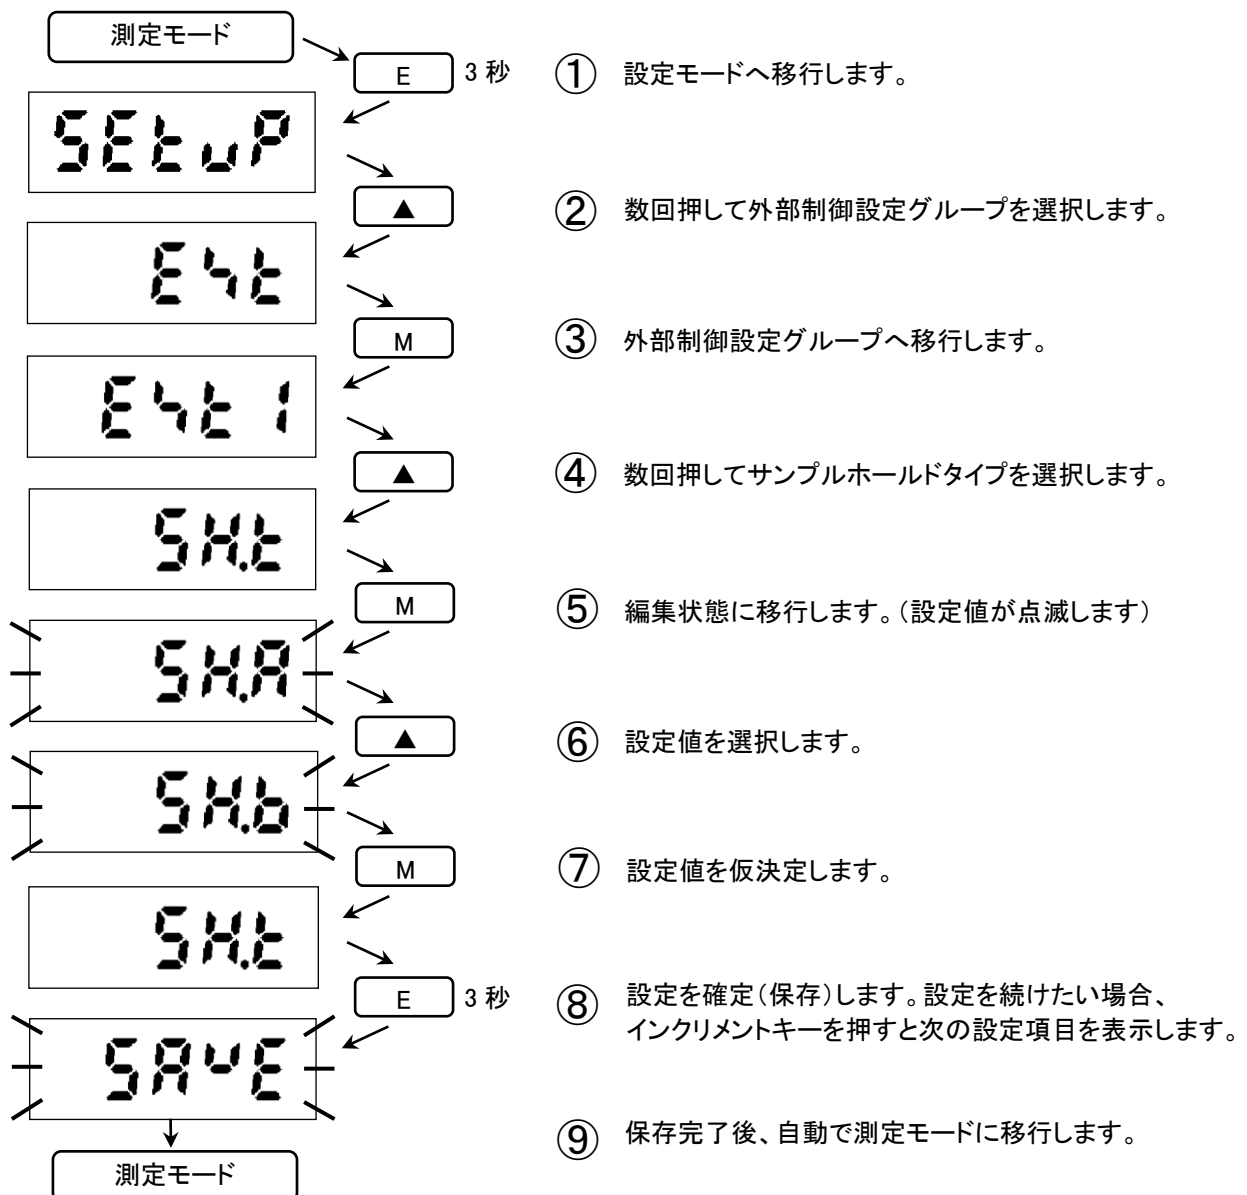 測定モード
E 3 秒 ① 設定モードへ移行します。
SEtuP
▲ ② 数回押して外部制御設定グループを選択します。
E4t
M ③ 外部制御設定グループへ移行します。
E4t 1
▲ ④ 数回押してサンプルホールドタイプを選択します。
SH.t
M ⑤ 編集状態に移行します。（設定値が点滅します）
SH.A
▲ ⑥ 設定値を選択します。
SH.b
M ⑦ 設定値を仮決定します。
SH.t
E 3 秒 ⑧ 設定を確定（保存）します。設定を続けたい場合、
インクリメントキーを押すと次の設定項目を表示します。
SAvE
⑨ 保存完了後、自動で測定モードに移行します。
測定モード